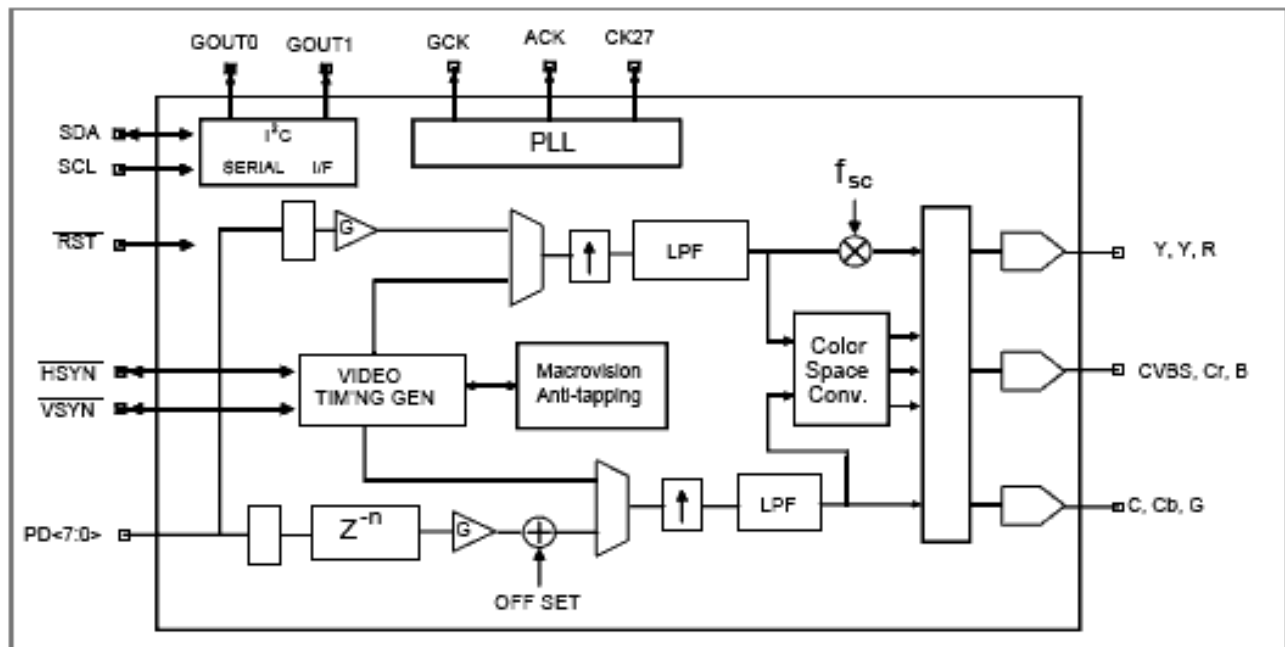 GOUT0 GOUT1 GCK ACK CK27
SDA
I²C
PLL
SCL
SERIAL I/F
fsc
G
RST
LPF
Y, Y, R
Color
Space
Conv.
HSYN
VIDEO
TIM'NG GEN
Macrovision
Anti-tapping
CVBS, Cr, B
VSYN
PD<7:0>
Z⁻ⁿ
G
LPF
C, Cb, G
OFF SET